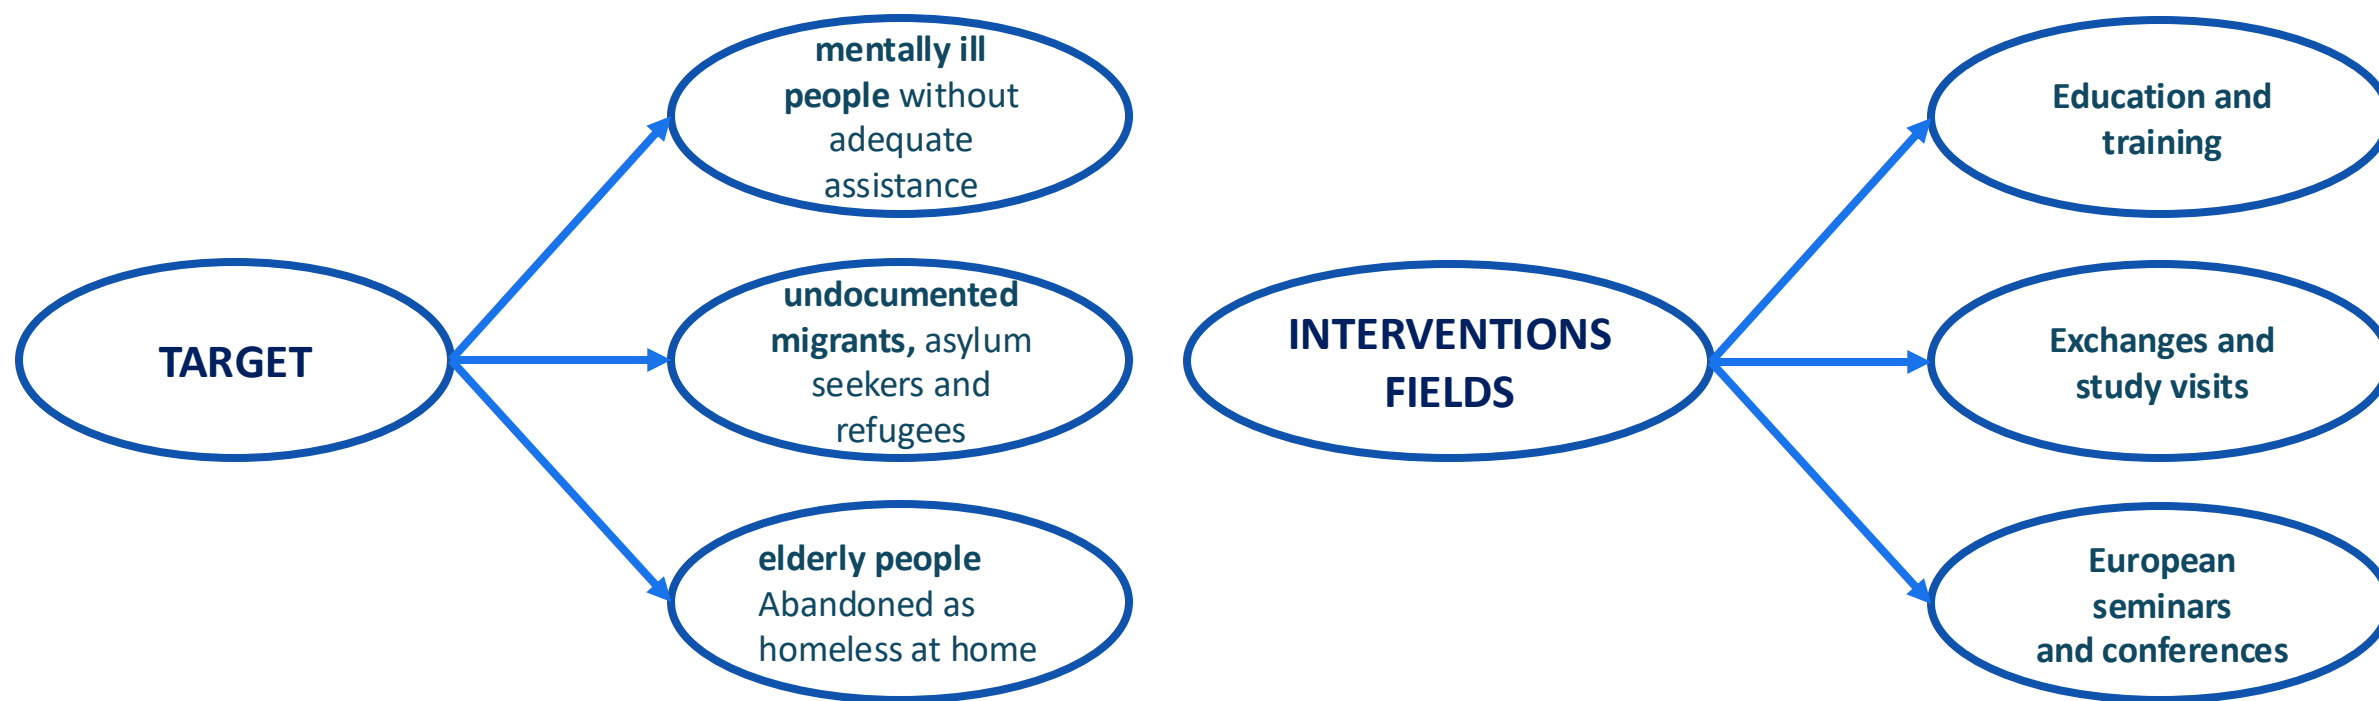 TARGET
mentally ill
people without
adequate
assistance
undocumented
migrants, asylum
seekers and
refugees
elderly people
Abandoned as
homeless at home
INTERVENTIONS
FIELDS
Education and
training
Exchanges and
study visits
European
seminars
and conferences